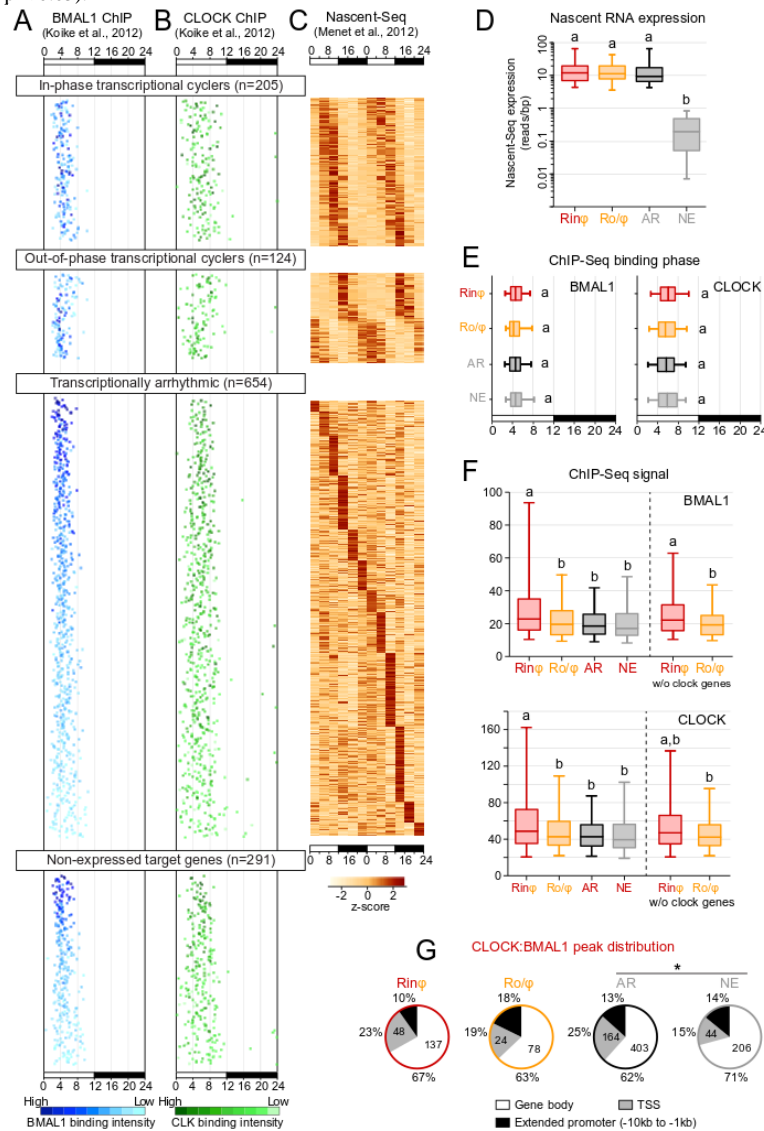 A
BMAL1 ChIP
(Koike et al., 2012)
0 4 8 12 16 20 24
B
CLOCK ChIP
(Koike et al., 2012)
0 4 8 12 16 20 24
C
Nascent-Seq
(Menet et al., 2012)
0 4 8 12 16 20 0 4 8 12 16 24
In-phase transcriptional cyclers (n=205)
Out-of-phase transcriptional cyclers (n=124)
Transcriptionally arrhythmic (n=654)
Non-expressed target genes (n=291)
-2 0 2
z-score
0 4 8 12 16 20 24
0 4 8 12 16 20 24
High Low
BMAL1 binding intensity
High Low
CLK binding intensity
D
Nascent RNA expression
Nascent-Seq expression
(reads/bp)
100
10
1
0.1
0.01
a a a b
Rinφ Ro/φ AR NE
E
ChIP-Seq binding phase
BMAL1
CLOCK
Rinφ a a
Ro/φ a a
AR a a
NE a a
0 4 8 12 16 20 24
0 4 8 12 16 20 24
F
ChIP-Seq signal
BMAL1
100
80
60
40
20
0
a b b b a b
Rinφ Ro/φ AR NE Rinφ Ro/φ
w/o clock genes
CLOCK
160
120
80
60
40
20
0
a b b b a,b b
Rinφ Ro/φ AR NE Rinφ Ro/φ
w/o clock genes
G
CLOCK:BMAL1 peak distribution
*
Rinφ Ro/φ AR NE
10% 18% 13% 14%
23% 48 137 67%
19% 24 78 63%
25% 164 403 62%
15% 44 206 71%
Gene body
TSS
Extended promoter (-10kb to -1kb)